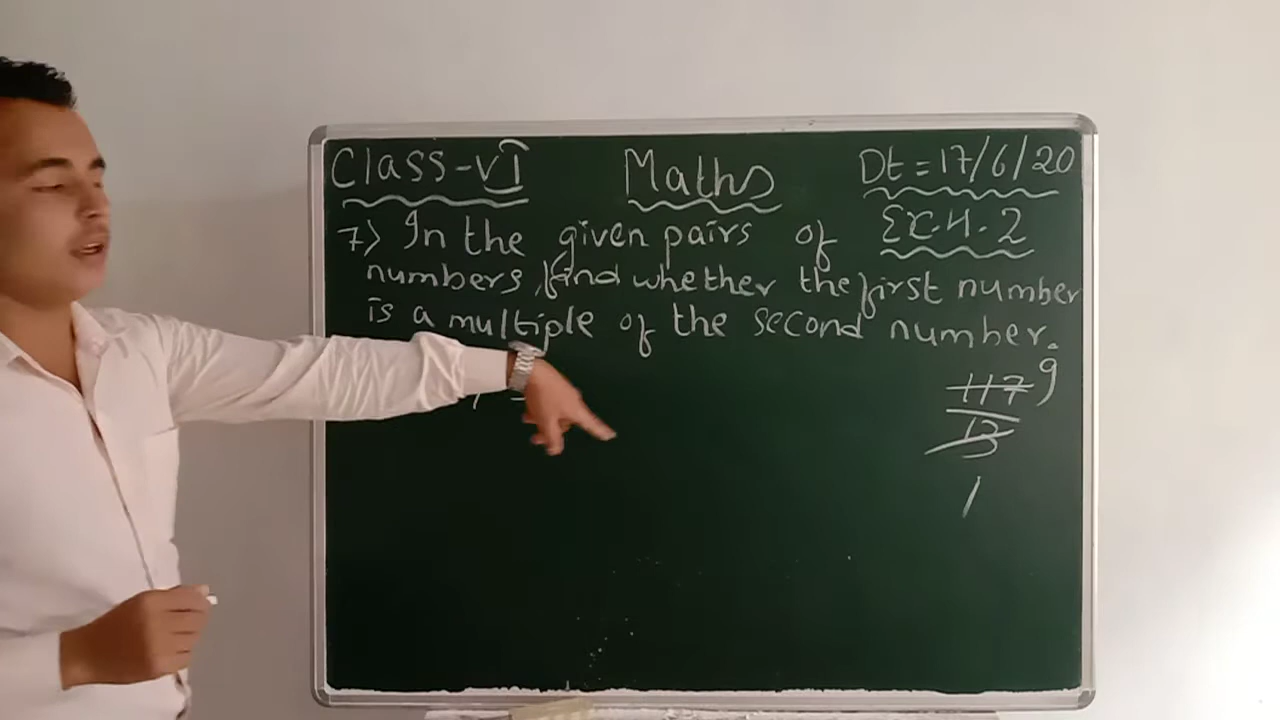 Class-VI Maths Dt=17/6/20
7) In the given pairs of EX.4.2
numbers, find whether the first number
is a multiple of the second number.
117 9
13
1